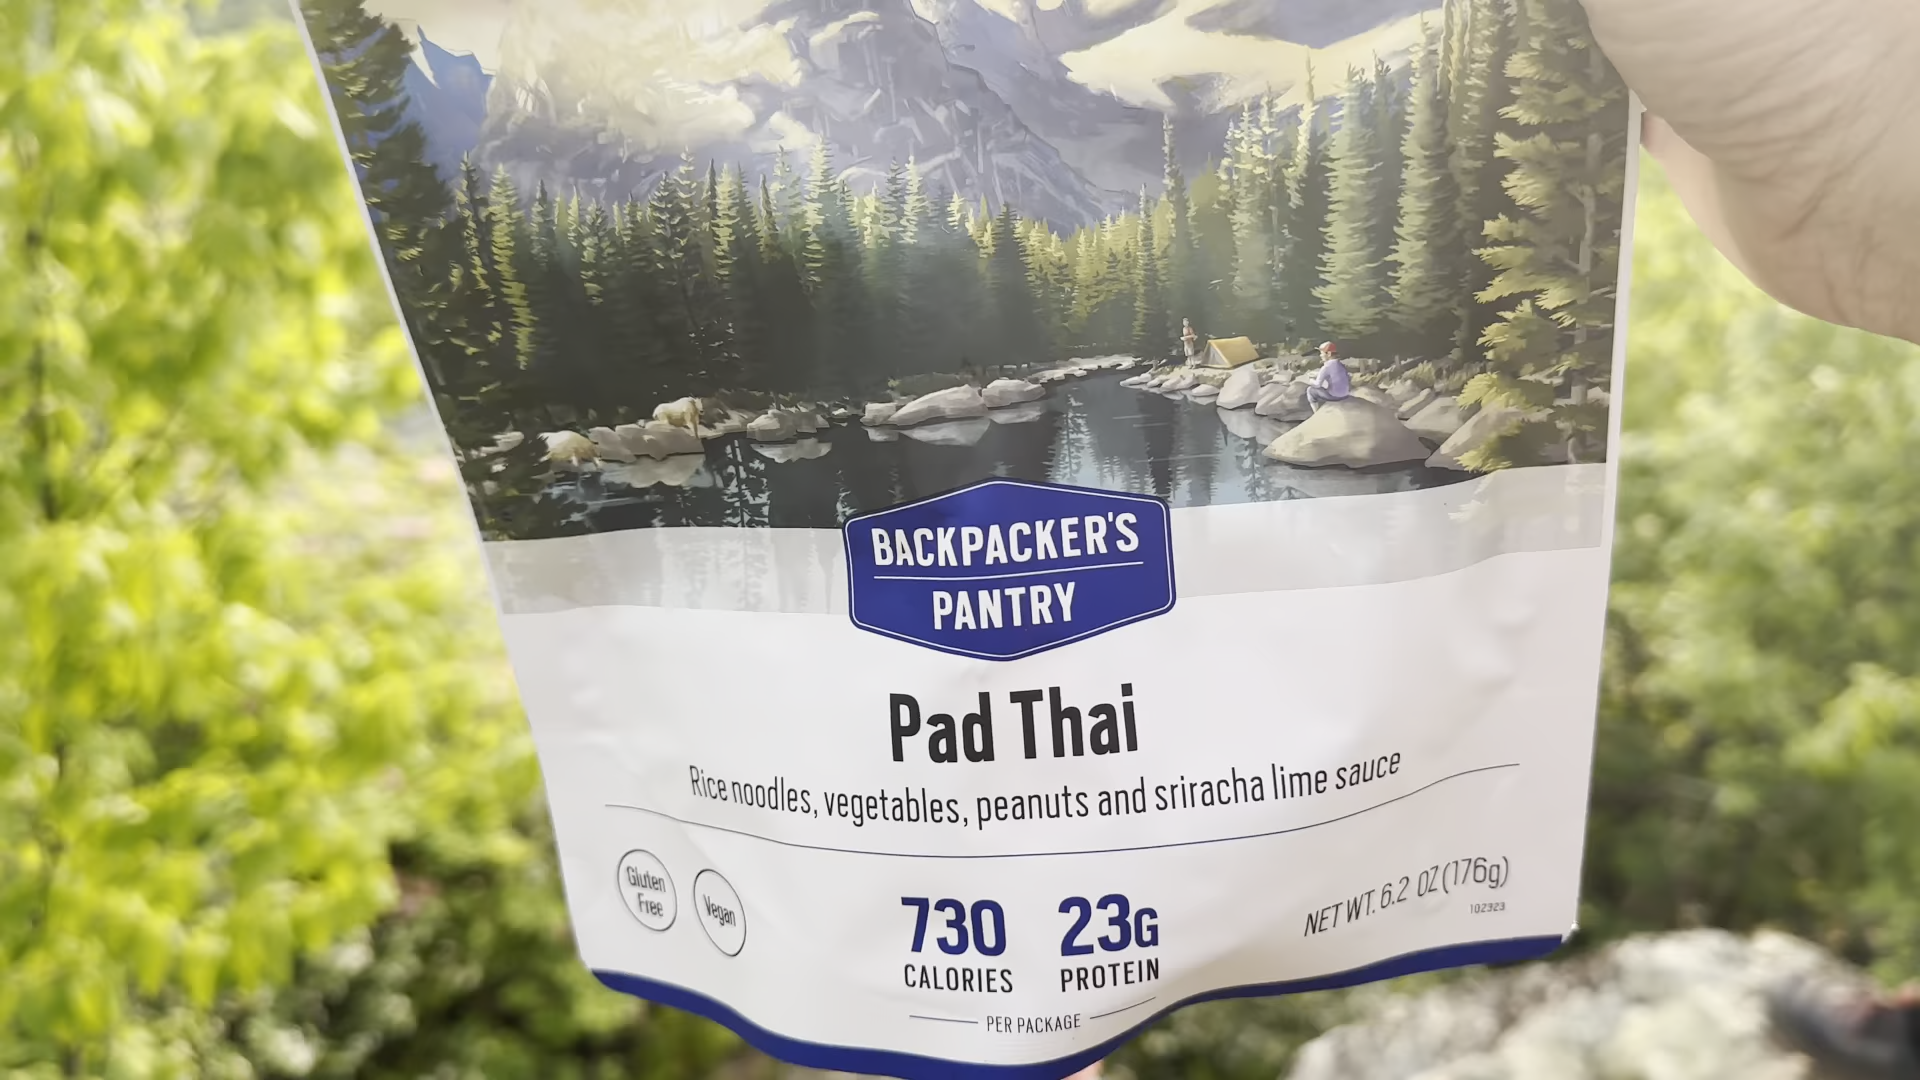 BACKPACKER'S
PANTRY
Pad Thai
Rice noodles, vegetables, peanuts and sriracha lime sauce
Gluten
Free
Vegan
730
CALORIES
23G
PROTEIN
PER PACKAGE
NET WT. 6.2 OZ (176g)
102323